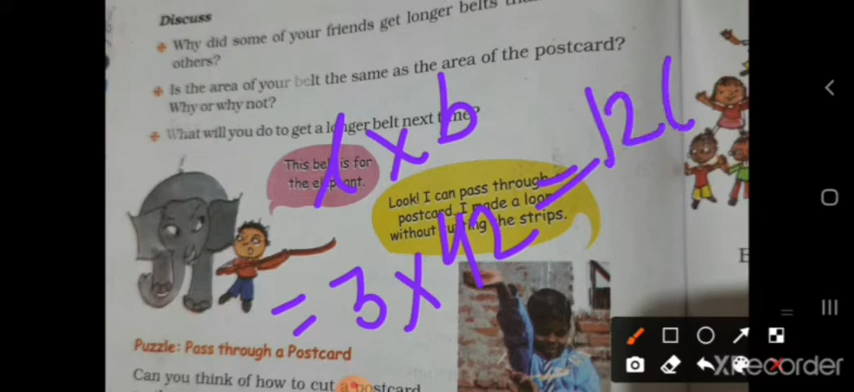 Discuss
Why did some of your friends get longer belts
others?
Is the area of your belt the same as the area of the postcard?
Why or why not?
What will you do to get a longer belt next time?
l x b
This belt is for
the elephant.
Look! I can pass through
postcard. I made a loop
without cutting the strips.
= 3 x 42 = 12
Puzzle: Pass through a Postcard
Can you think of how to cut a postcard
XRecorder